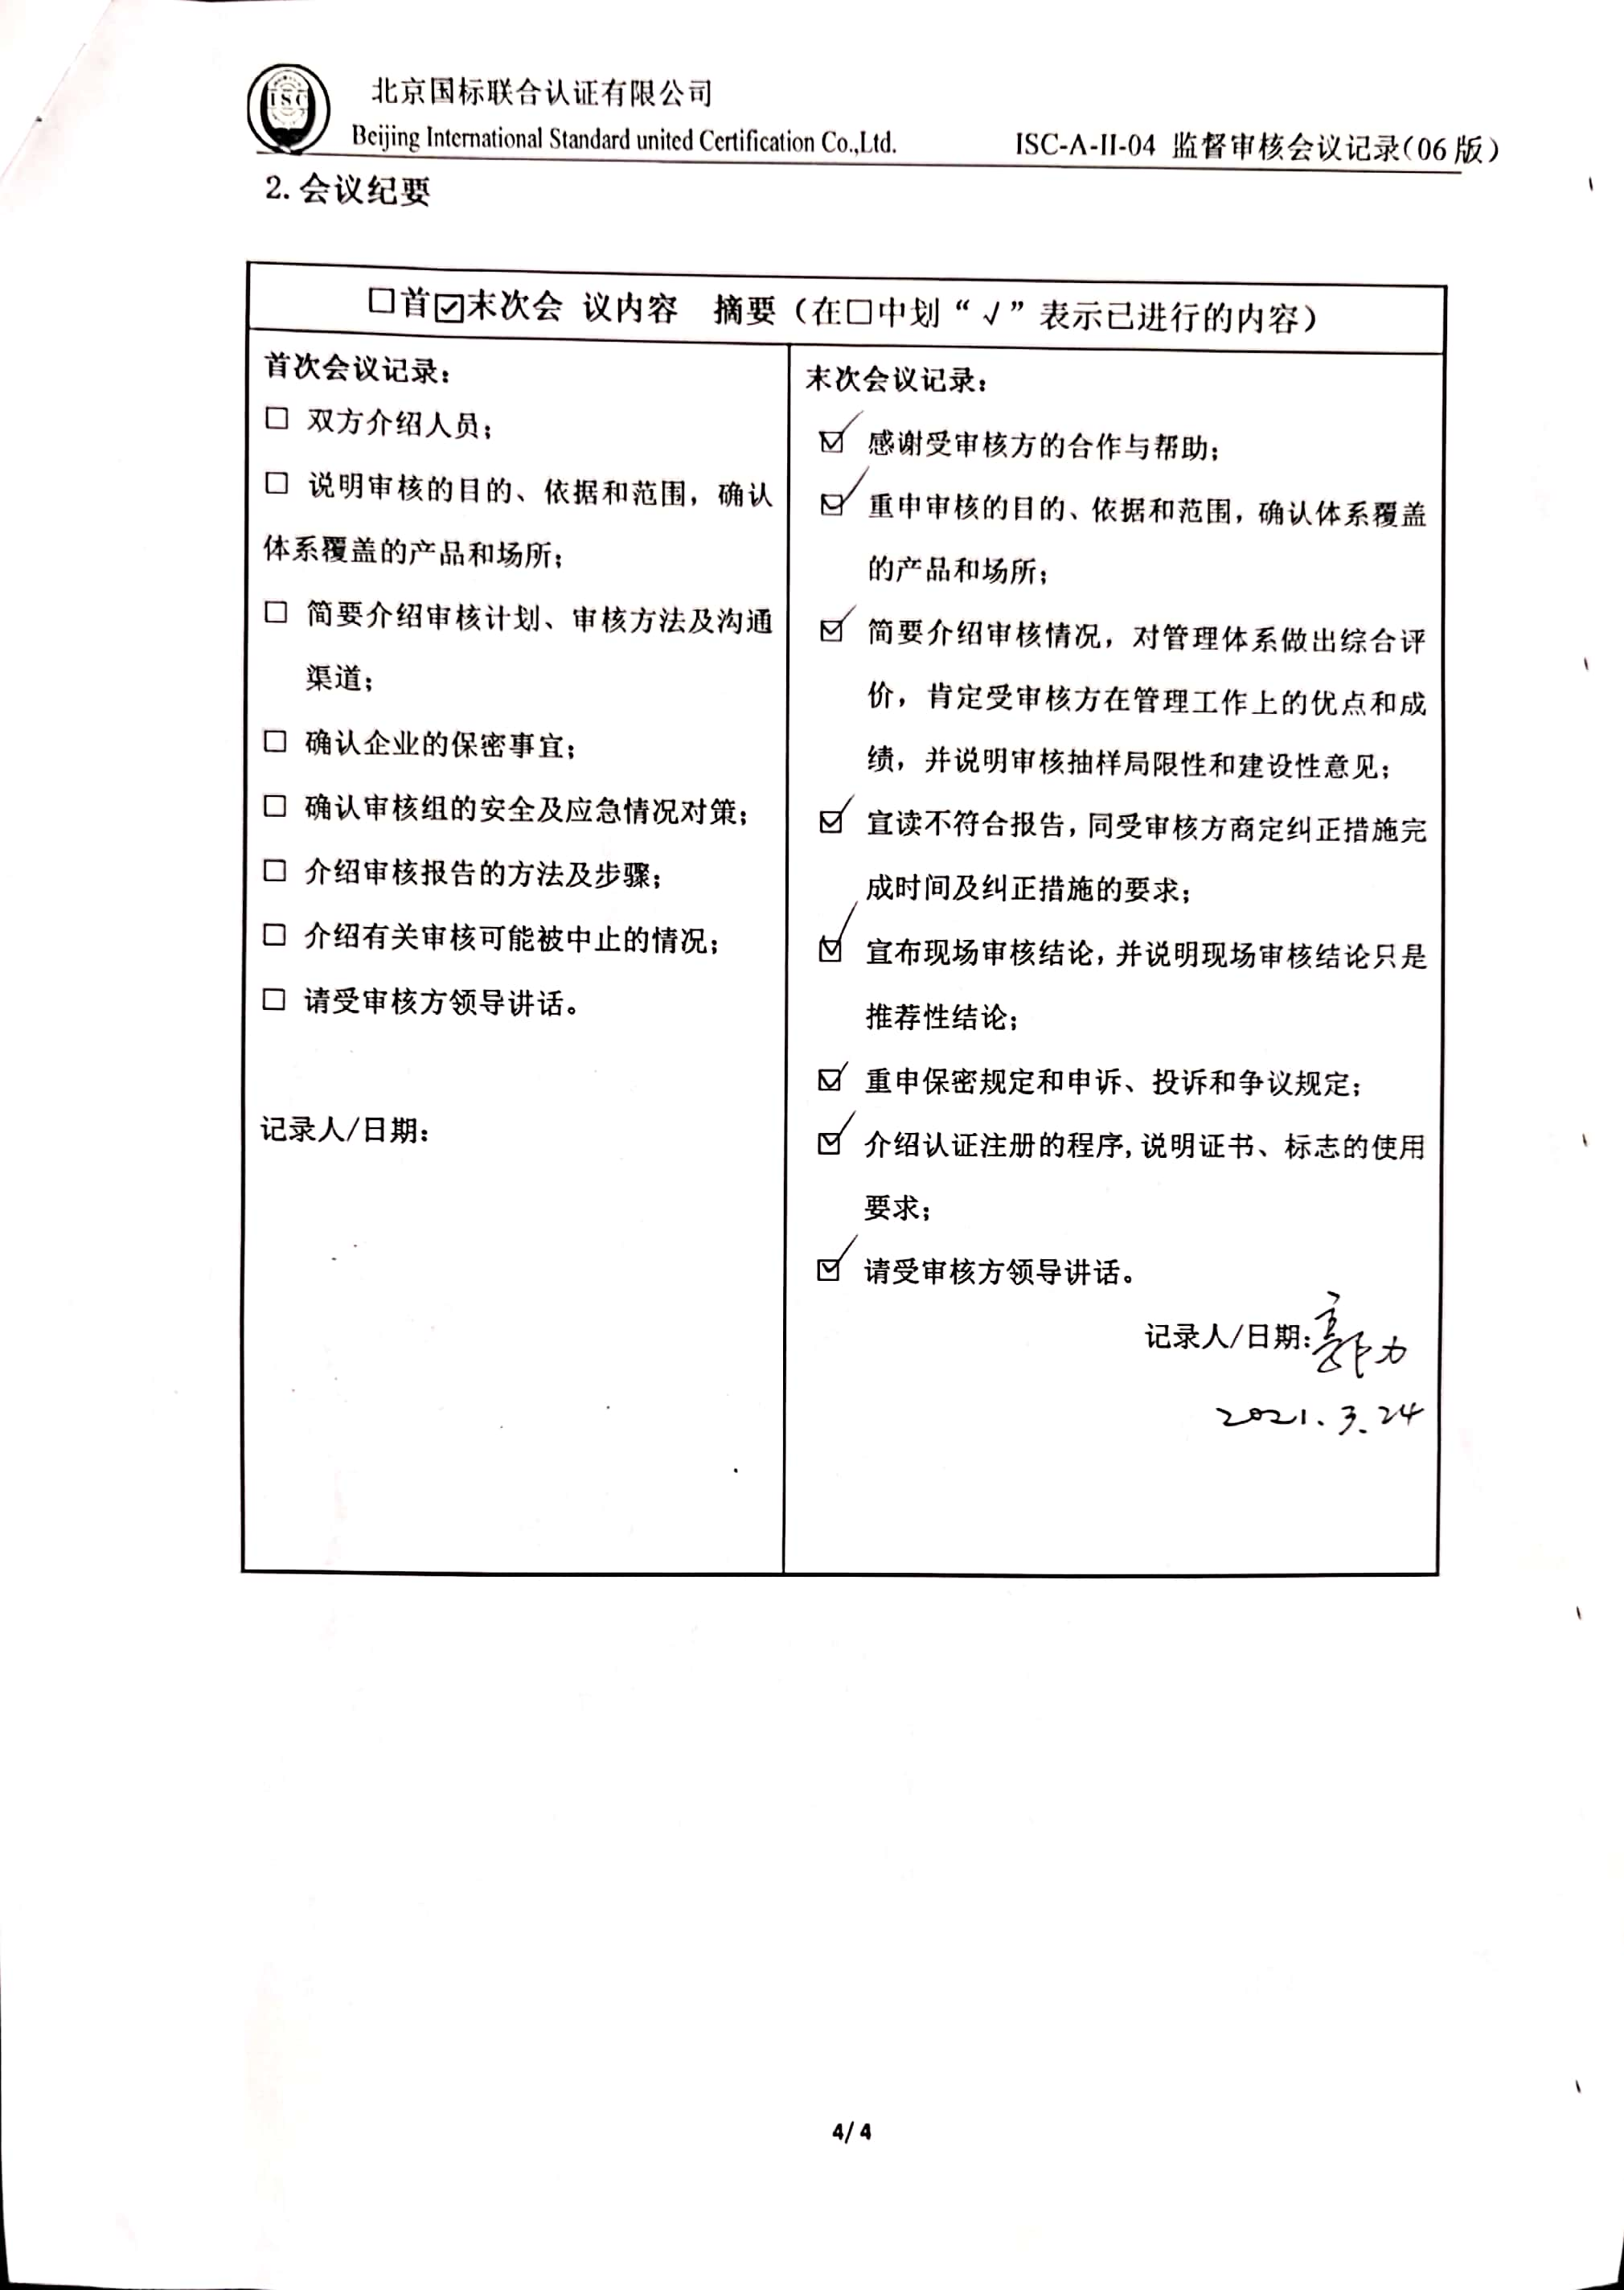 ISC
北京国标联合认证有限公司
Beijing International Standard united Certification Co.,Ltd.
ISC-A-II-04 监督审核会议记录(06版)
2.会议纪要
□首☑末次会 议内容 摘要（在□中划“√”表示已进行的内容）
首次会议记录：
□ 双方介绍人员；
□ 说明审核的目的、依据和范围，确认
体系覆盖的产品和场所；
□ 简要介绍审核计划、审核方法及沟通
渠道；
□ 确认企业的保密事宜；
□ 确认审核组的安全及应急情况对策；
□ 介绍审核报告的方法及步骤；
□ 介绍有关审核可能被中止的情况；
□ 请受审核方领导讲话。
记录人/日期：
末次会议记录：
☑ 感谢受审核方的合作与帮助；
☑ 重申审核的目的、依据和范围，确认体系覆盖
的产品和场所；
☑ 简要介绍审核情况，对管理体系做出综合评
价，肯定受审核方在管理工作上的优点和成
绩，并说明审核抽样局限性和建设性意见；
☑ 宣读不符合报告，同受审核方商定纠正措施完
成时间及纠正措施的要求；
☑ 宣布现场审核结论，并说明现场审核结论只是
推荐性结论；
☑ 重申保密规定和申诉、投诉和争议规定；
☑ 介绍认证注册的程序，说明证书、标志的使用
要求；
☑ 请受审核方领导讲话。
记录人/日期：郭力
2021.3.24
4/4